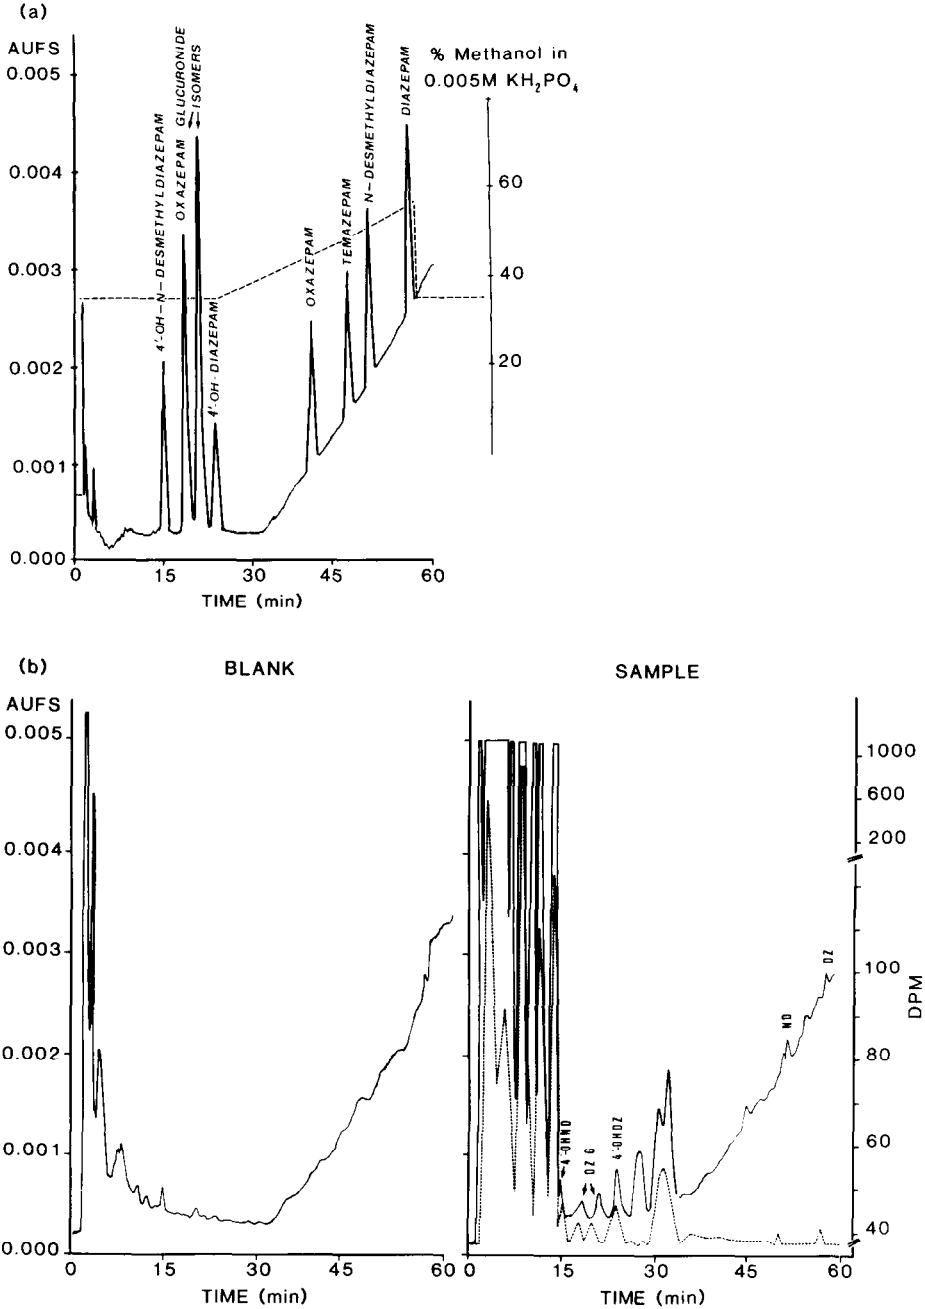 (a)
AUFS
0.005
0.004
0.003
0.002
0.001
0.000
0
15
30
45
60
TIME (min)
4'-OH-N-DESMETHYLDIAZEPAM
OXAZEPAM GLUCURONIDE
ISOMERS
4'-OH-DIAZEPAM
OXAZEPAM
TEMAZEPAM
N-DESMETHYLDIAZEPAM
DIAZEPAM
% Methanol in
0.005M KH₂PO₄
60
40
20
(b)
BLANK
AUFS
0.005
0.004
0.003
0.002
0.001
0.000
0
15
30
45
60
TIME (min)
SAMPLE
4'-OHND
OZ G
4'-OHDZ
ND
DZ
1000
600
200
100
80
60
40
DPM
0
15
30
45
60
TIME (min)